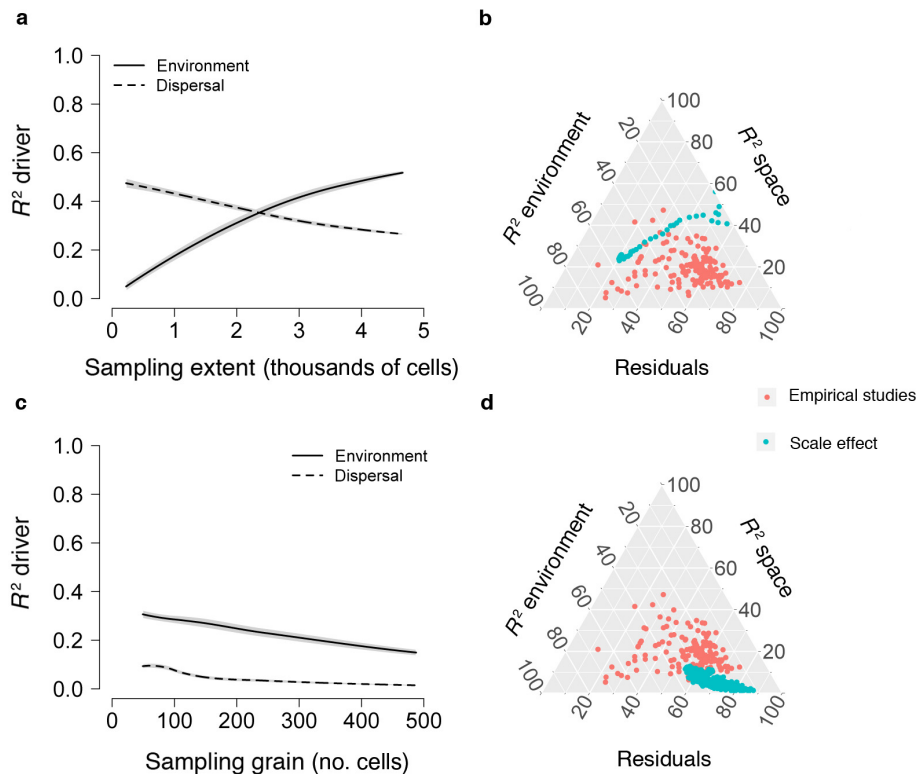 a
1.0
0.8
0.6
0.4
0.2
0.0
R² driver
Environment
Dispersal
0
1
2
3
4
5
Sampling extent (thousands of cells)
b
R² environment
20
40
60
80
100
R² space
100
80
60
40
20
20
40
60
80
100
Residuals
c
1.0
0.8
0.6
0.4
0.2
0.0
R² driver
Environment
Dispersal
0
100
200
300
400
500
Sampling grain (no. cells)
d
Empirical studies
Scale effect
R² environment
20
40
60
80
100
R² space
100
80
60
40
20
20
40
60
80
100
Residuals